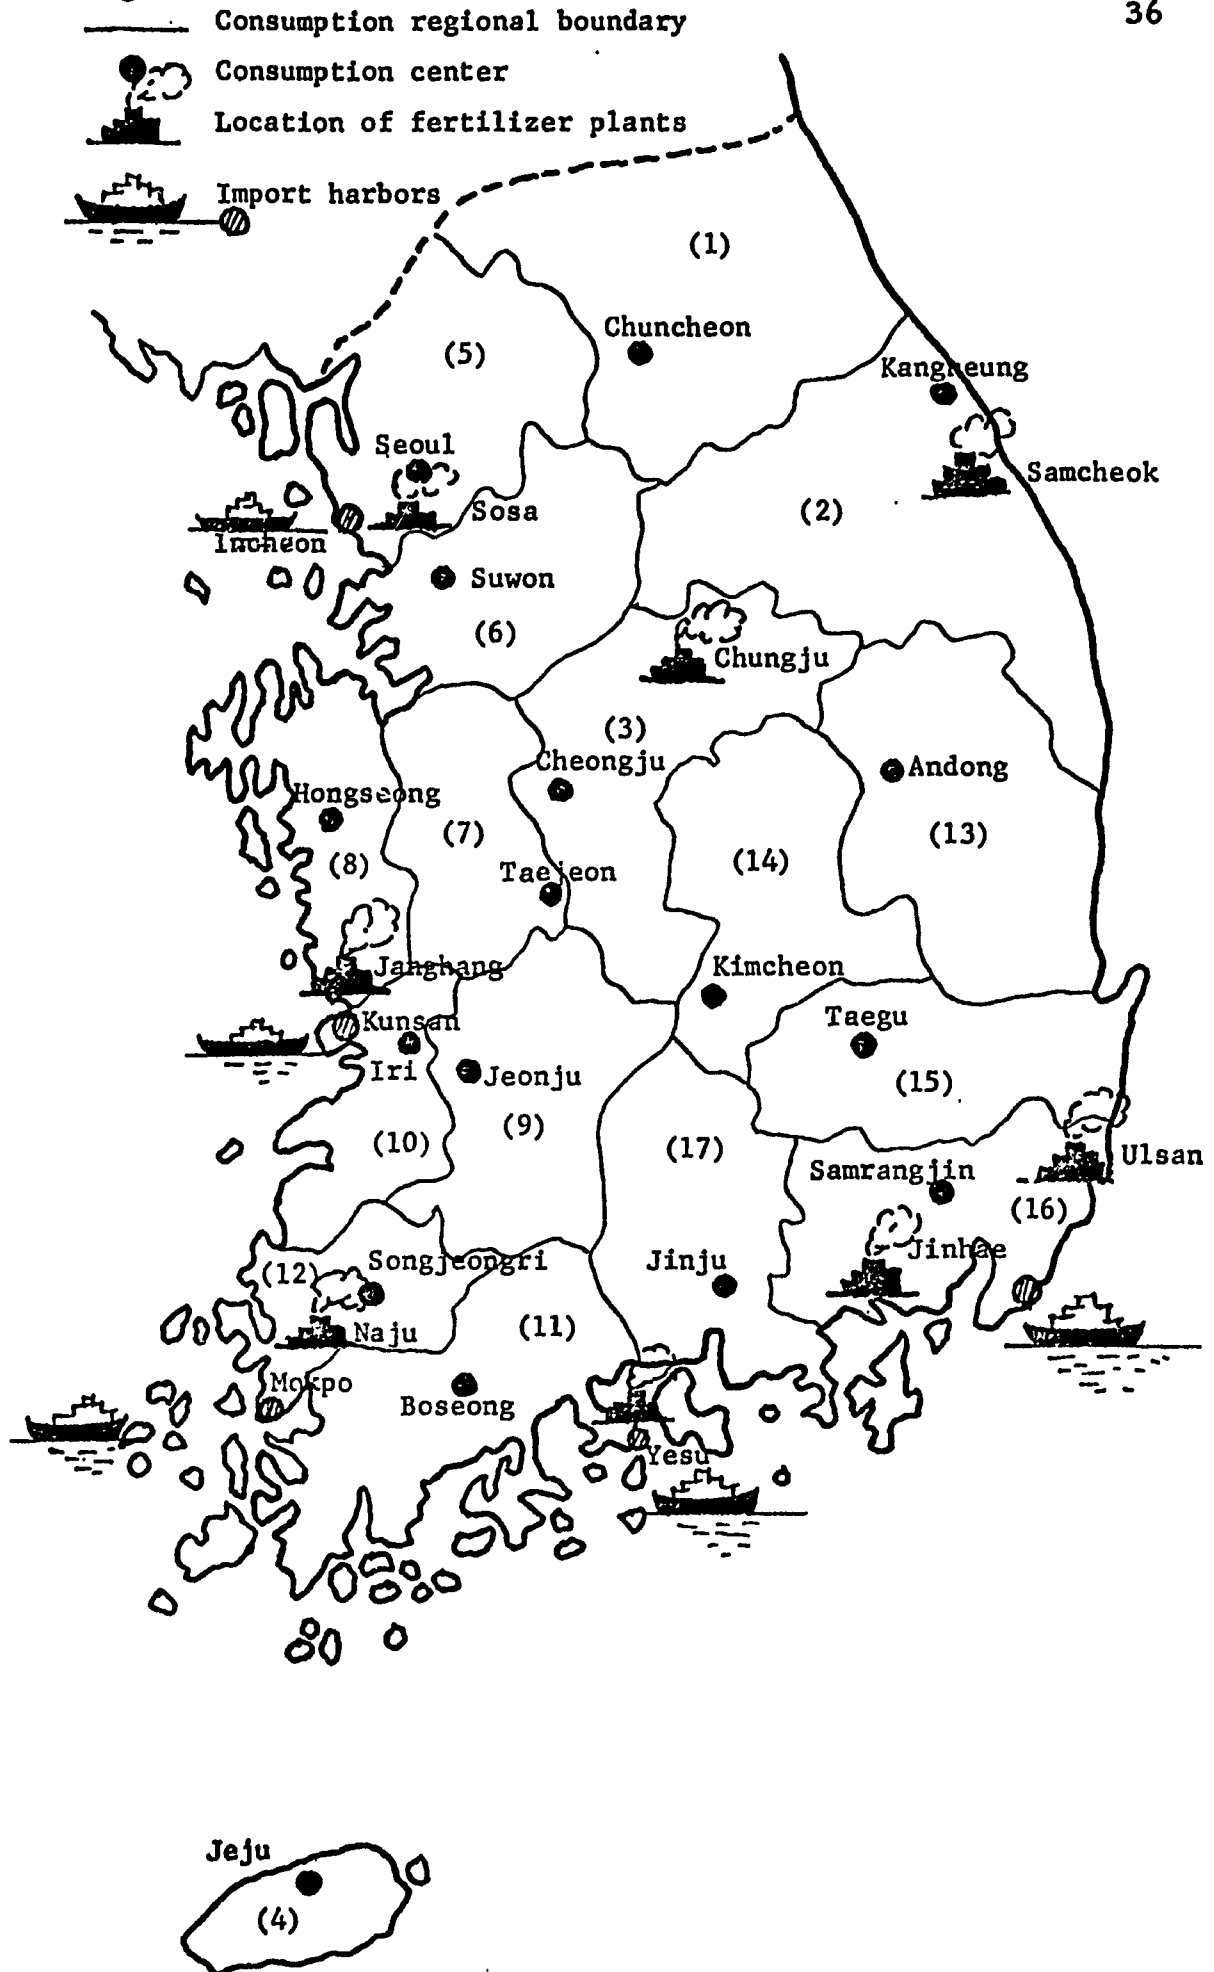 36
Consumption regional boundary
Consumption center
Location of fertilizer plants
Import harbors
(1)
Chuncheon
(5)
Kangneung
Seoul
Samcheok
Sosa
(2)
Incheon
Suwon
(6)
Chungju
(3)
Cheongju
Andong
Hongseong
(7)
(13)
(8)
(14)
Taejeon
Janghang
Kimcheon
Kunsan
Taegu
Iri
Jeonju
(15)
(9)
(10)
(17)
Ulsan
Samrangjin
(16)
Jinhae
Songjeongri
Jinju
(12)
(11)
Naju
Mokpo
Boseong
Yesu
Jeju
(4)